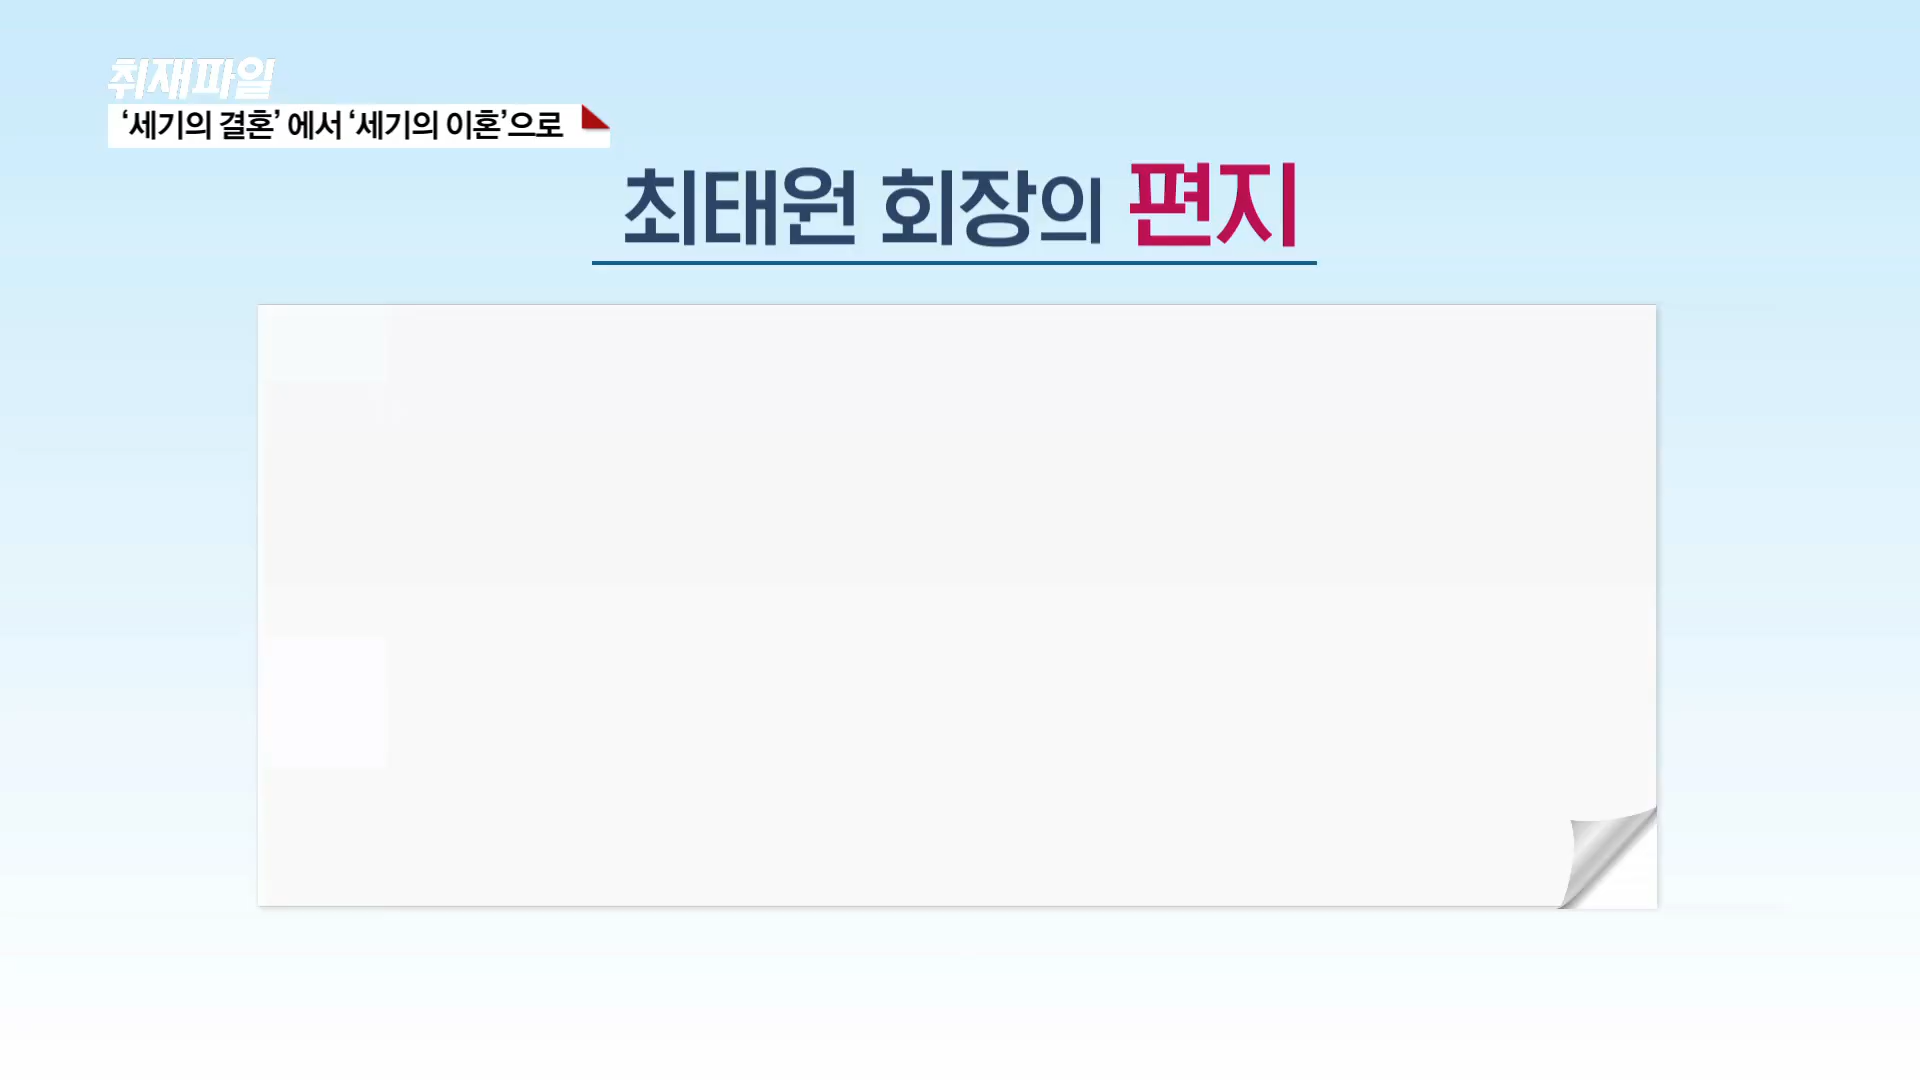 취재파일
‘세기의 결혼’ 에서 ‘세기의 이혼’으로
최태원 회장의 편지